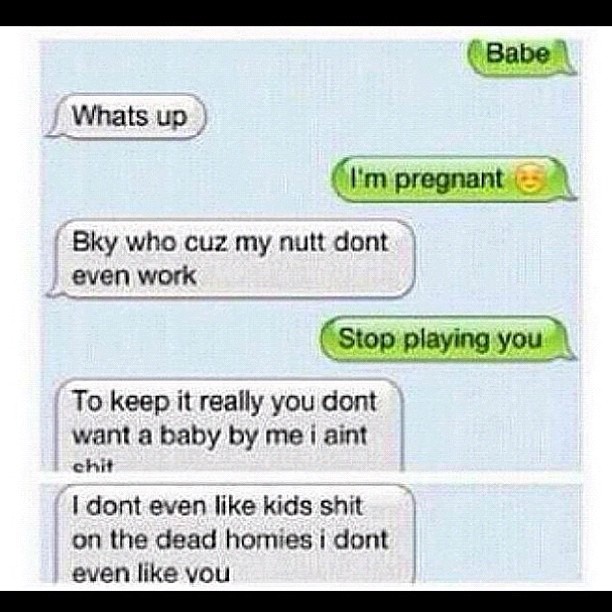 Babe
Whats up
I'm pregnant 😊
Bky who cuz my nutt dont
even work
Stop playing you
To keep it really you dont
want a baby by me i aint
shit
I dont even like kids shit
on the dead homies i dont
even like you